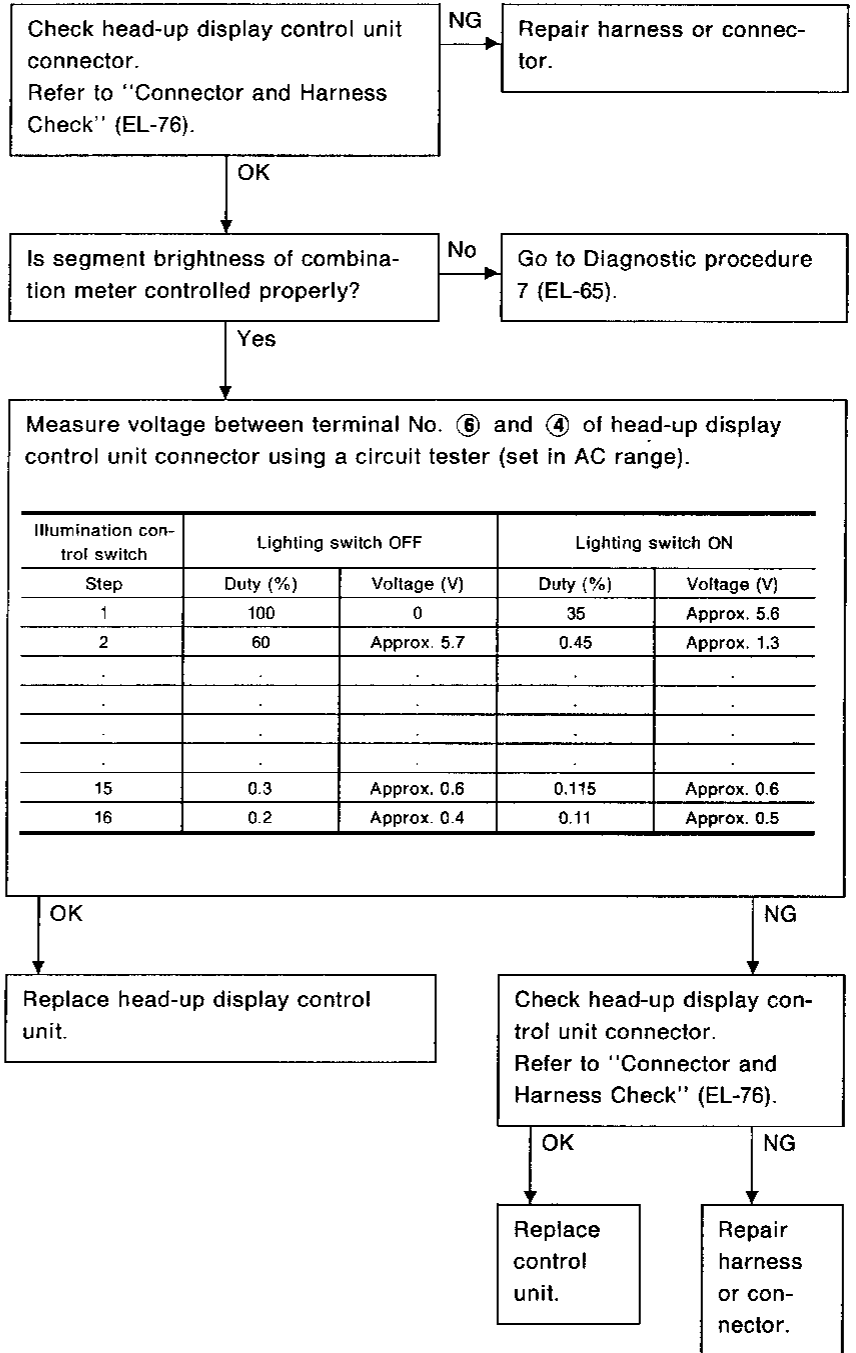 Check head-up display control unit
connector.
Refer to ''Connector and Harness
Check'' (EL-76).
NG
Repair harness or connec-
tor.
OK
Is segment brightness of combina-
tion meter controlled properly?
No
Go to Diagnostic procedure
7 (EL-65).
Yes
Measure voltage between terminal No. ⑥ and ④ of head-up display
control unit connector using a circuit tester (set in AC range).
Illumination con-
trol switch
Lighting switch OFF
Lighting switch ON
Step Duty (%) Voltage (V) Duty (%) Voltage (V)
1 100 0 35 Approx. 5.6
2 60 Approx. 5.7 0.45 Approx. 1.3
. . . . .
. . . . .
. . . . .
. . . . .
15 0.3 Approx. 0.6 0.115 Approx. 0.6
16 0.2 Approx. 0.4 0.11 Approx. 0.5
OK
NG
Replace head-up display control
unit.
Check head-up display con-
trol unit connector.
Refer to ''Connector and
Harness Check'' (EL-76).
OK
NG
Replace
control
unit.
Repair
harness
or con-
nector.